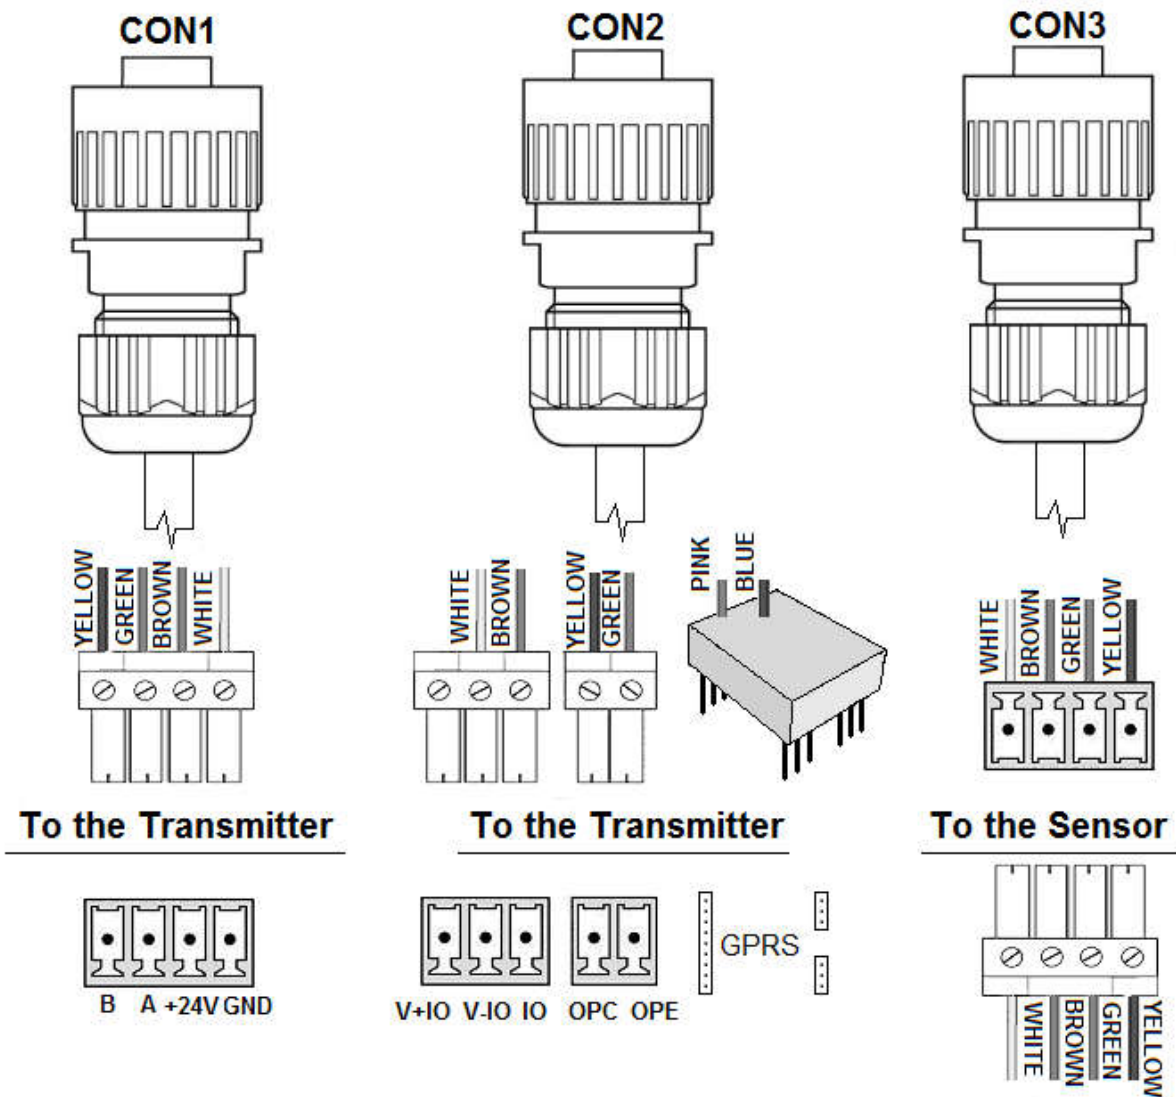 CON1
CON2
CON3
YELLOW
GREEN
BROWN
WHITE
WHITE
BROWN
YELLOW
GREEN
PINK
BLUE
WHITE
BROWN
GREEN
YELLOW
To the Transmitter
To the Transmitter
To the Sensor
B A +24V GND
V+IO V-IO IO
OPC OPE
GPRS
WHITE
BROWN
GREEN
YELLOW